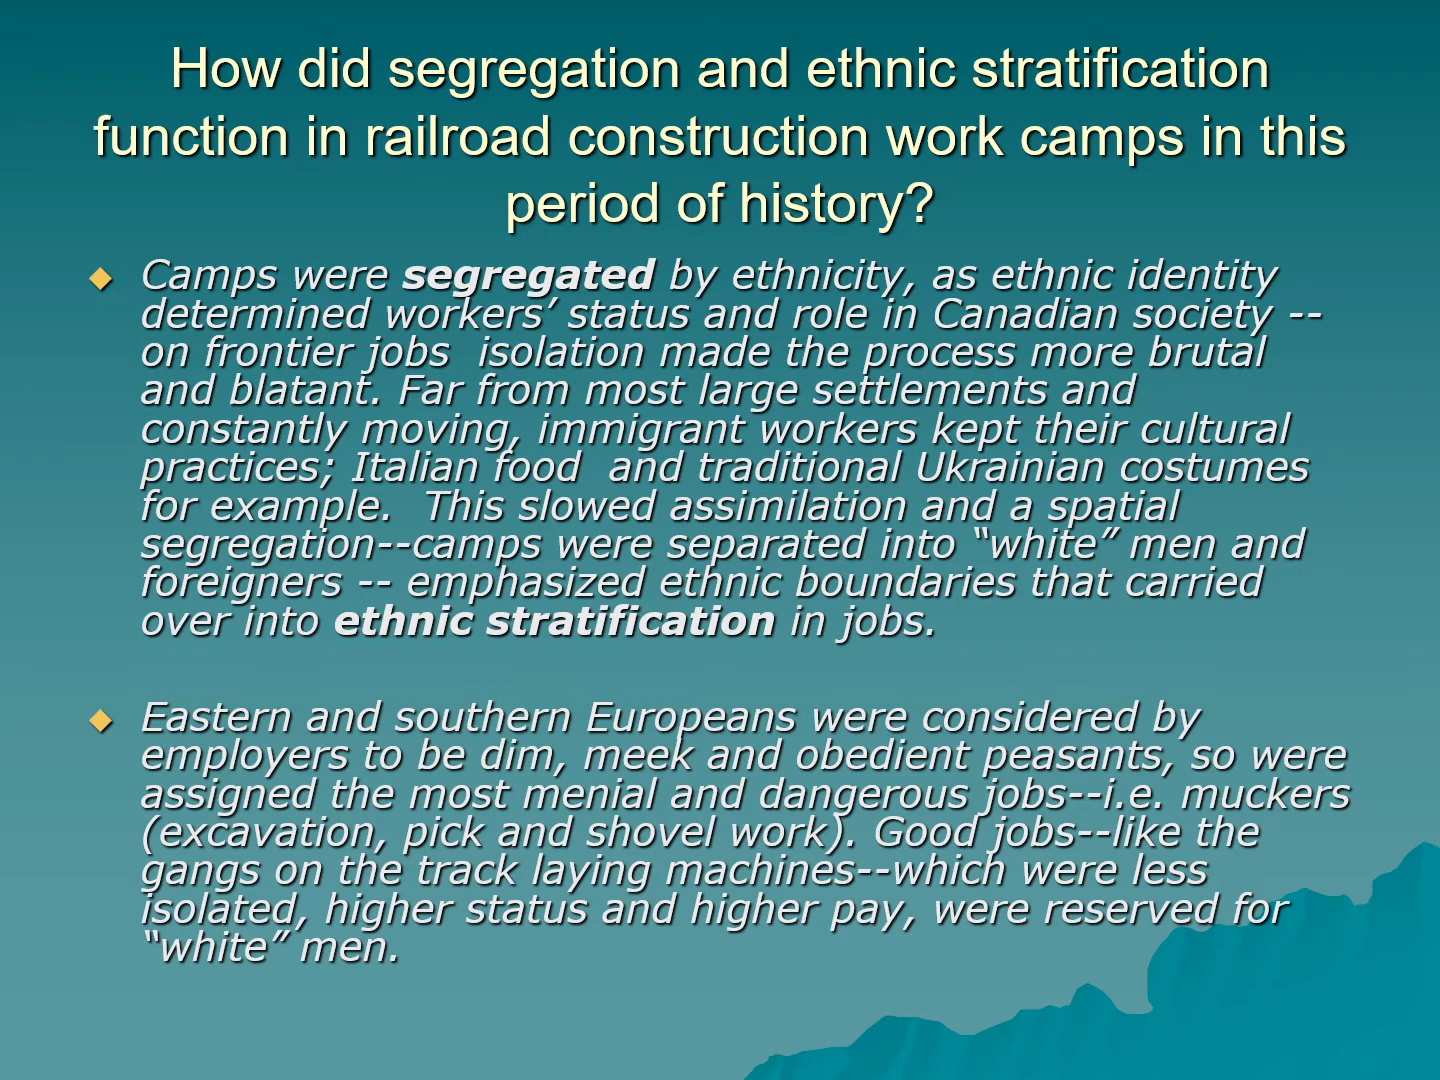 How did segregation and ethnic stratification
function in railroad construction work camps in this
period of history?
Camps were segregated by ethnicity, as ethnic identity
determined workers’ status and role in Canadian society --
on frontier jobs  isolation made the process more brutal
and blatant. Far from most large settlements and
constantly moving, immigrant workers kept their cultural
practices; Italian food  and traditional Ukrainian costumes
for example.  This slowed assimilation and a spatial
segregation--camps were separated into “white” men and
foreigners -- emphasized ethnic boundaries that carried
over into ethnic stratification in jobs.
Eastern and southern Europeans were considered by
employers to be dim, meek and obedient peasants, so were
assigned the most menial and dangerous jobs--i.e. muckers
(excavation, pick and shovel work). Good jobs--like the
gangs on the track laying machines--which were less
isolated, higher status and higher pay, were reserved for
“white” men.